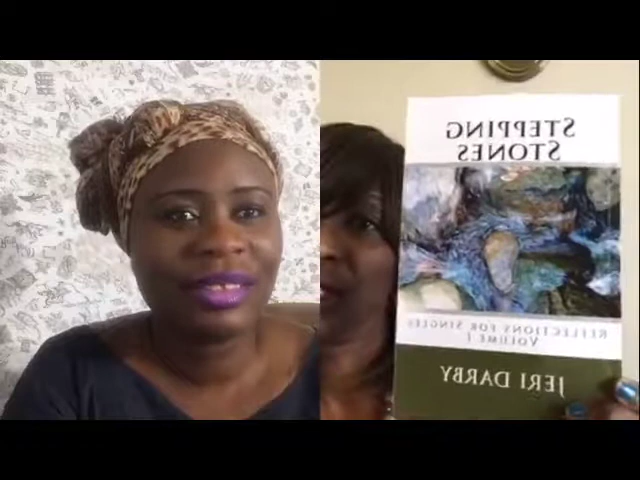 STEPPING
STONES
REFLECTIONS FOR SINGLES
VOLUME I
JERI DARBY